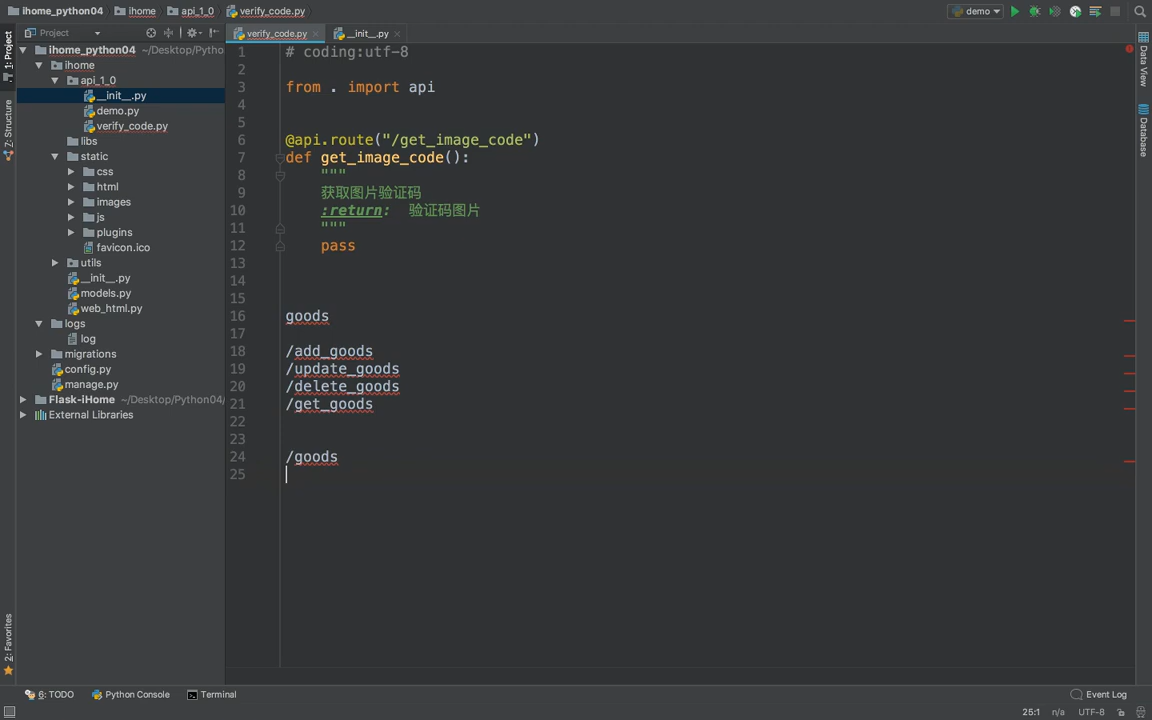 ihome_python04 ihome api_1_0 verify_code.py demo
Project
verify_code.py × __init__.py ×
1: Project
Z: Structure
2: Favorites
Data View
Database
ihome_python04 ~/Desktop/Pytho
ihome
api_1_0
__init__.py
demo.py
verify_code.py
libs
static
css
html
images
js
plugins
favicon.ico
utils
__init__.py
models.py
web_html.py
logs
log
migrations
config.py
manage.py
Flask-iHome ~/Desktop/Python04/
External Libraries
1 # coding:utf-8
2
3 from . import api
4
5
6 @api.route("/get_image_code")
7 def get_image_code():
8 """
9 获取图片验证码
10 :return: 验证码图片
11 """
12 pass
13
14
15
16 goods
17
18 /add_goods
19 /update_goods
20 /delete_goods
21 /get_goods
22
23
24 /goods
25
6: TODO Python Console Terminal Event Log
25:1 n/a UTF-8